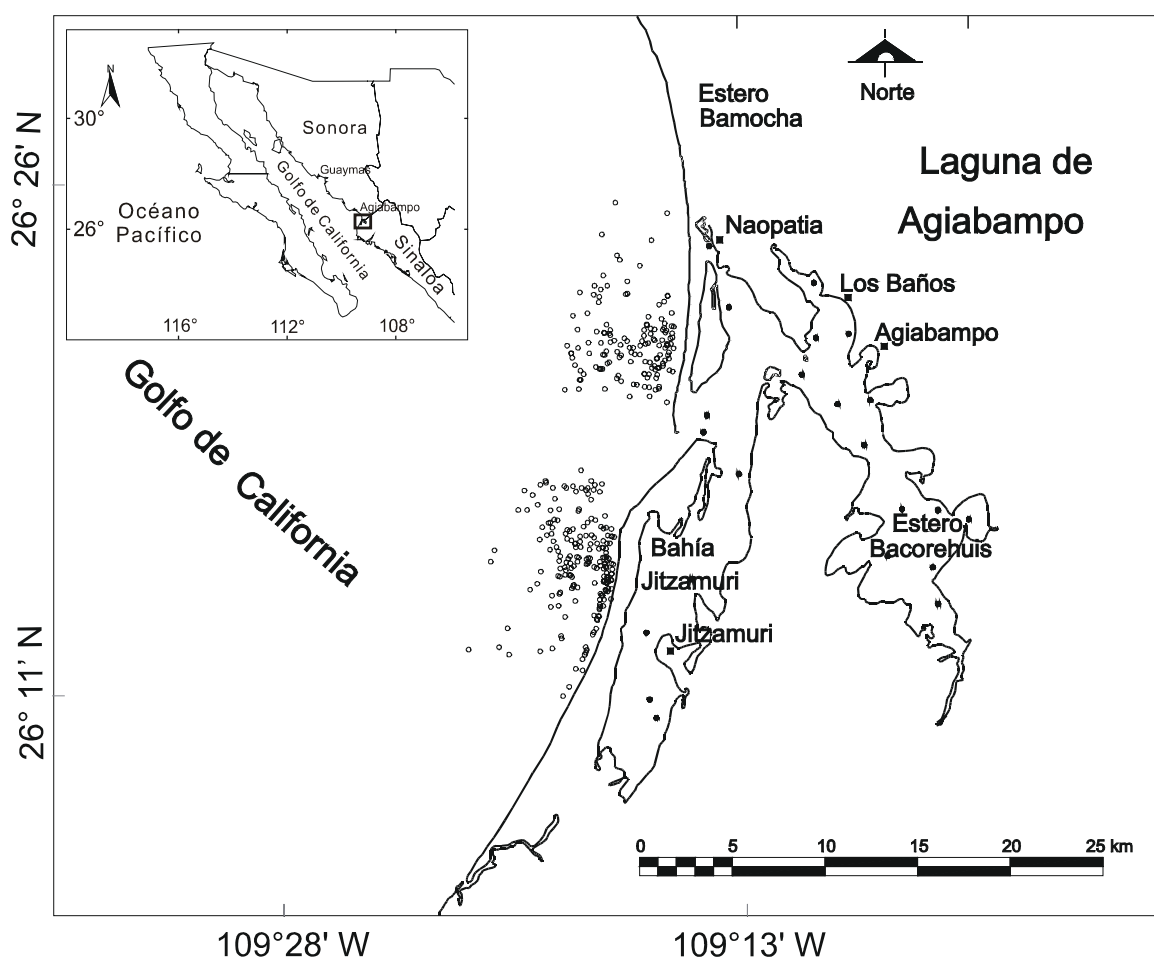 N
30°
26°
116°
112°
108°
Sonora
Guaymas
Agiabampo
Golfo de California
Sinaloa
Océano
Pacífico
Norte
Estero
Bamocha
Laguna de
Agiabampo
Naopatia
Los Baños
Agiabampo
Golfo de California
Estero
Bacorehuis
Bahía
Jitzamuri
Jitzamuri
0 5 10 15 20 25 km
26° 26' N
26° 11' N
109°28' W
109°13' W